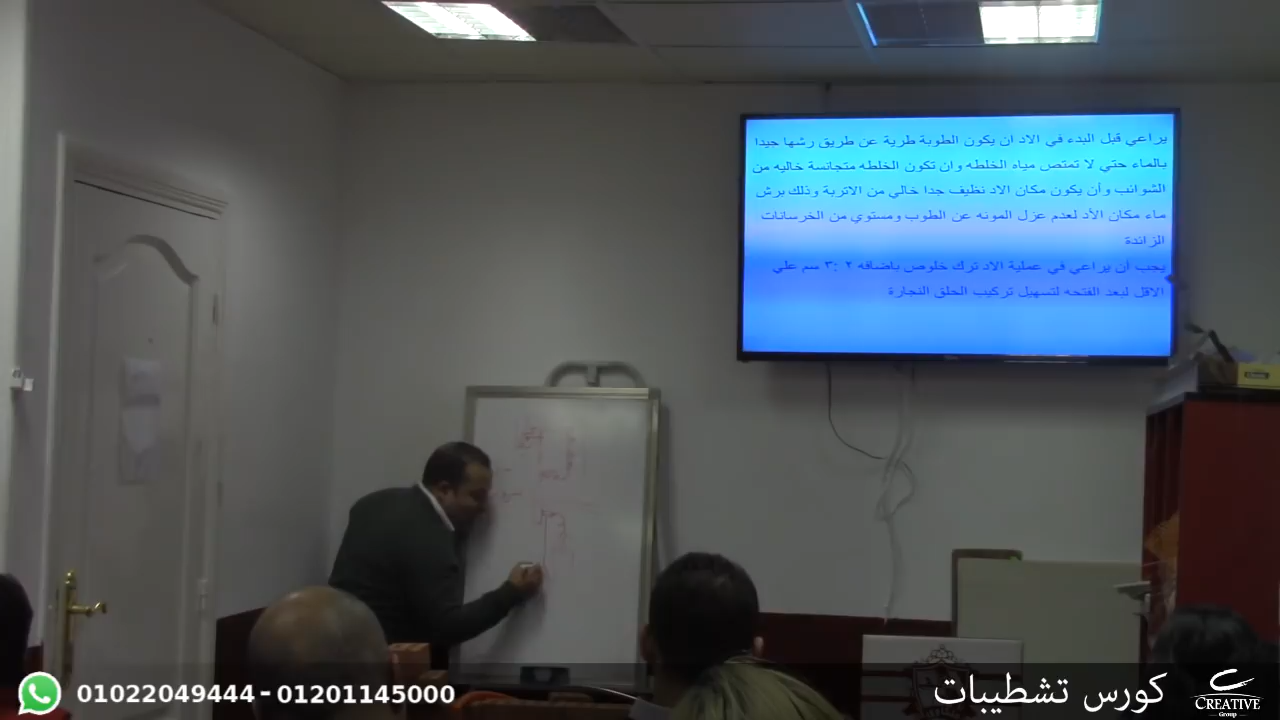 يراعي قبل البدء في الاد ان يكون الطوبة طرية عن طريق رشها جيدا
بالماء حتي لا تمتص مياه الخلطه وان تكون الخلطه متجانسة خاليه من
الشوائب وأن يكون مكان الاد نظيف جدا خالي من الاتربة وذلك برش
ماء مكان الأد لعدم عزل المونه عن الطوب ومستوي من الخرسانات
الزائدة
يجب أن يراعي في عملية الاد ترك خلوص باضافه ٢ :٣ سم علي
الاقل لبعد الفتحه لتسهيل تركيب الحلق النجارة
01022049444 - 01201145000
كورس تشطيبات
CREATIVE
Group